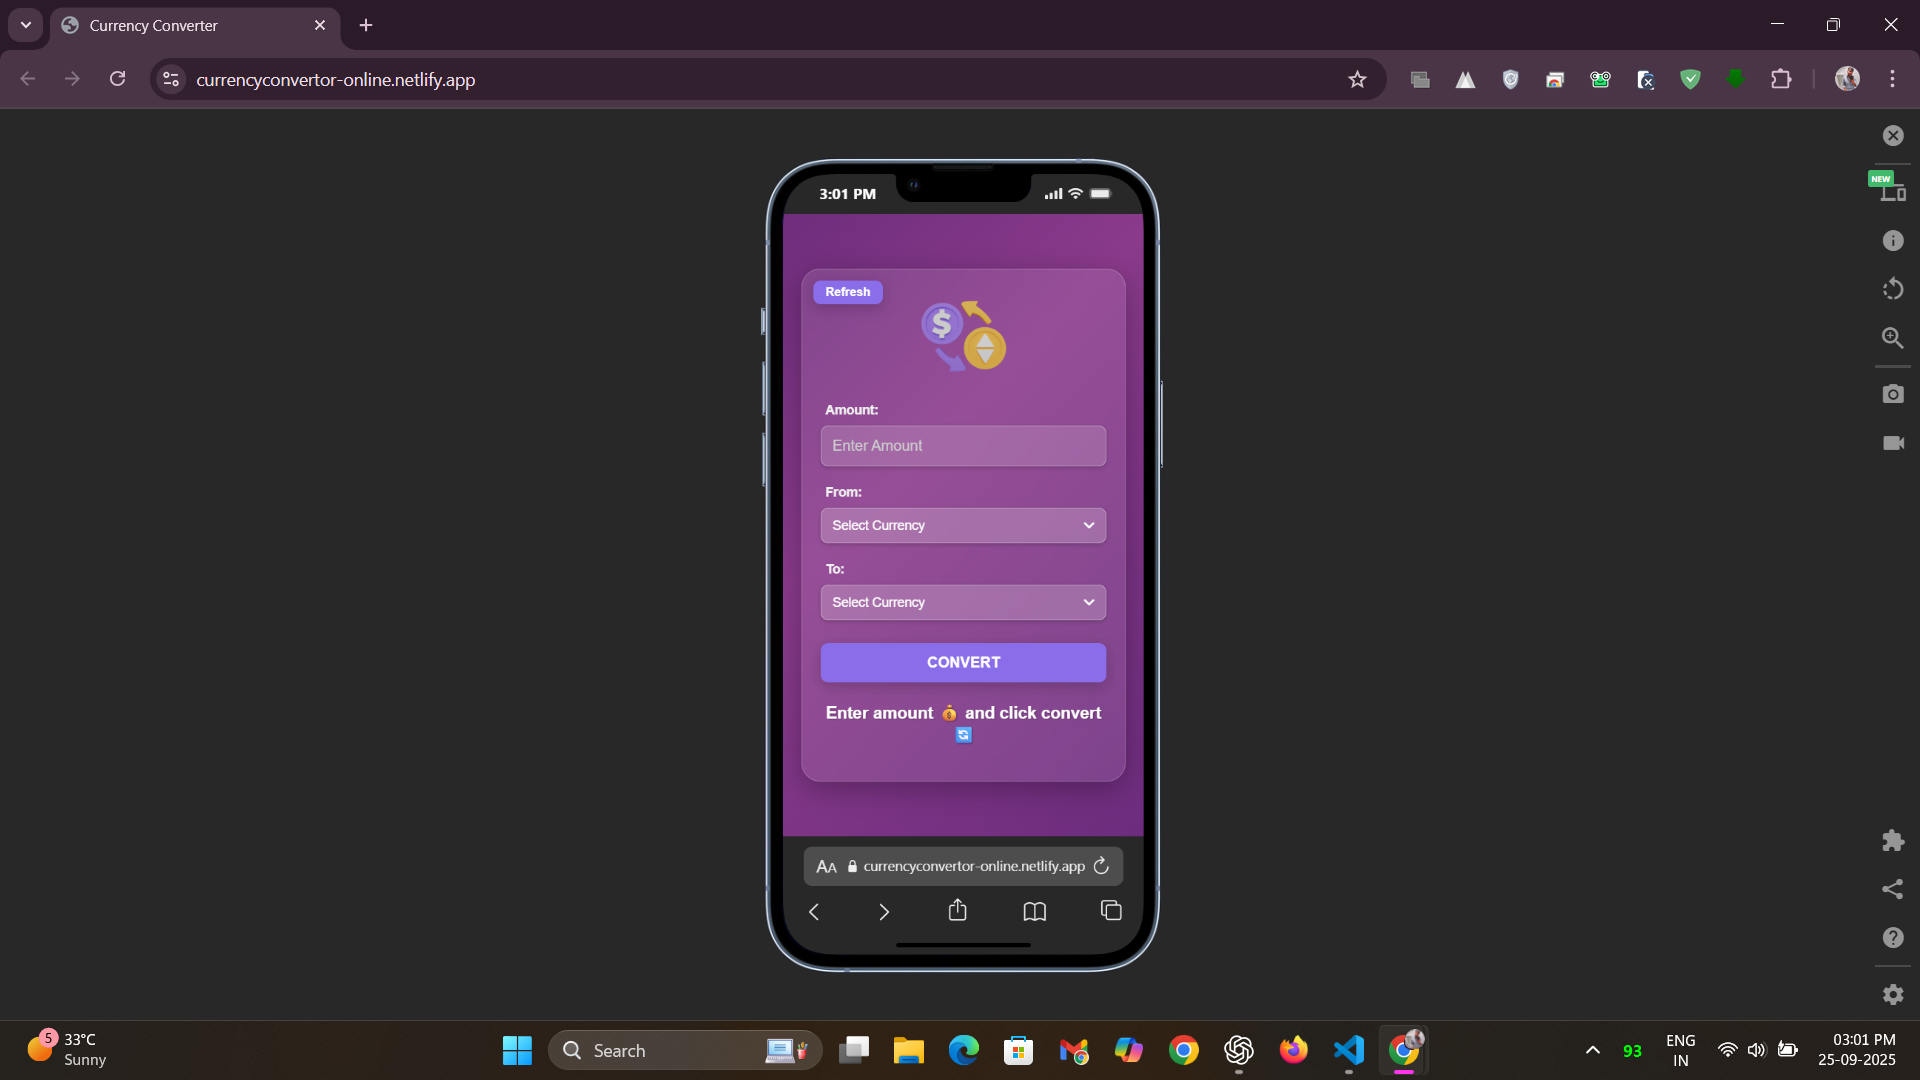 Currency Converter
currencyconvertor-online.netlify.app
NEW
3:01 PM
Refresh
$
Amount:
Enter Amount
From:
Select Currency
To:
Select Currency
CONVERT
Enter amount 💰 and click convert
🔄
AA currencyconvertor-online.netlify.app
5
33°C
Sunny
Search
93
ENG
IN
03:01 PM
25-09-2025